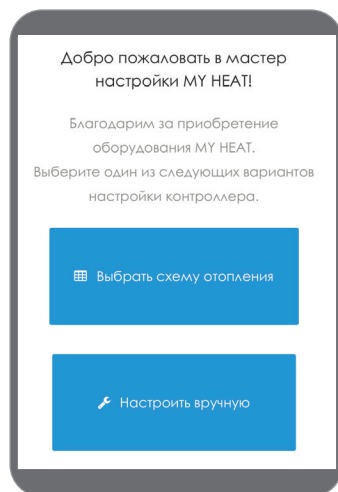 Добро пожаловать в мастер
настройки MY HEAT!
Благодарим за приобретение
оборудования MY HEAT.
Выберите один из следующих вариантов
настройки контроллера.
Выбрать схему отопления
Настроить вручную